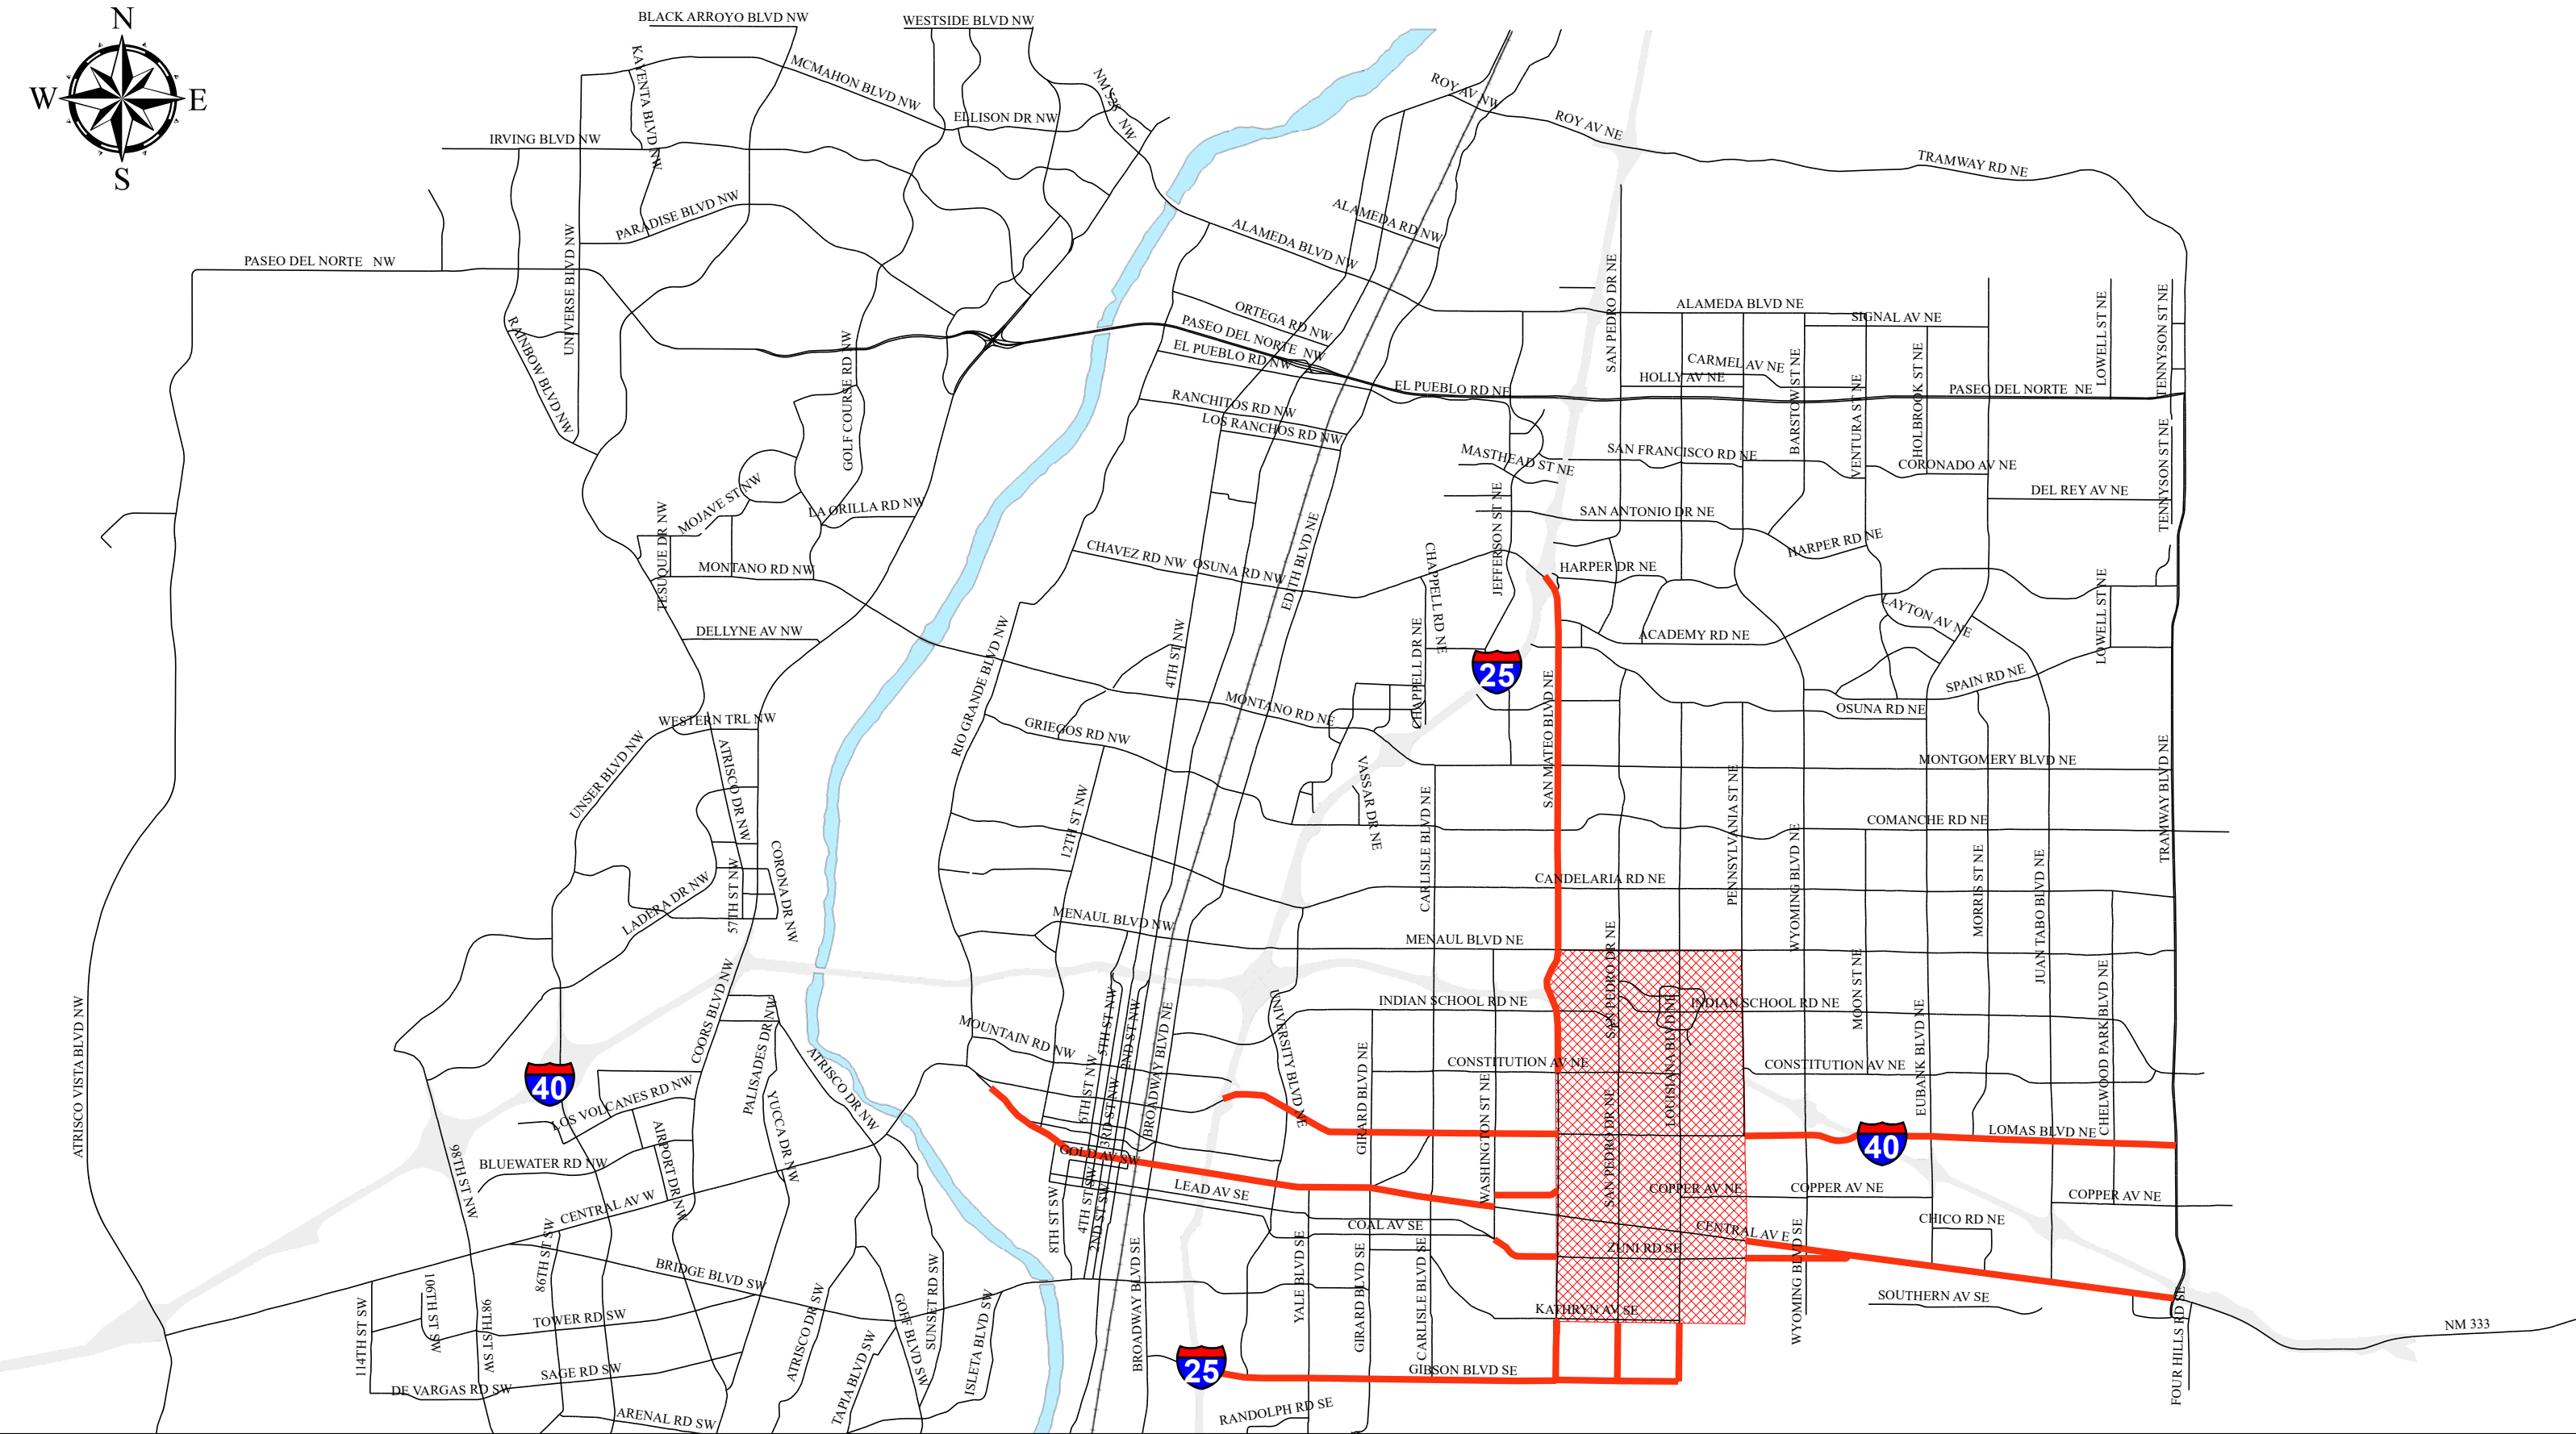 N
W
E
S
BLACK ARROYO BLVD NW
WESTSIDE BLVD NW
KAYENTA BLVD NW
MCMAHON BLVD NW
NM 528 NW
ELLISON DR NW
IRVING BLVD NW
ROY AV NW
ROY AV NE
TRAMWAY RD NE
PARADISE BLVD NW
UNIVERSE BLVD NW
PASEO DEL NORTE NW
ALAMEDA RD NW
ALAMEDA BLVD NW
SAN PEDRO DR NE
ALAMEDA BLVD NE
SIGNAL AV NE
LOWELL ST NE
TENNYSON ST NE
RAINBOW BLVD NW
GOLF COURSE RD NW
ORTEGA RD NW
PASEO DEL NORTE NW
EL PUEBLO RD NW
EL PUEBLO RD NE
CARMEL AV NE
HOLLY AV NE
BARSTOW ST NE
VENTURA ST NE
HOLBROOK ST NE
PASEO DEL NORTE NE
RANCHITOS RD NW
LOS RANCHOS RD NW
MASTHEAD ST NE
SAN FRANCISCO RD NE
CORONADO AV NE
DEL REY AV NE
TENNYSON ST NE
MOJAVE ST NW
LA ORILLA RD NW
TESUQUE DR NW
MONTANO RD NW
DELLYNE AV NW
CHAVEZ RD NW
OSUNA RD NW
EDITH BLVD NE
CHAPPELL RD NE
JEFFERSON ST NE
SAN ANTONIO DR NE
HARPER RD NE
HARPER DR NE
LAYTON AV NE
LOWELL ST NE
ACADEMY RD NE
SPAIN RD NE
RIO GRANDE BLVD NW
4TH ST NW
CHAPPELL DR NE
25
SAN MATEO BLVD NE
OSUNA RD NE
WESTERN TRL NW
ATRISCO DR NW
UNSER BLVD NW
GRIEGOS RD NW
MONTANO RD NE
MONTGOMERY BLVD NE
TRAMWAY BLVD NE
VASSAR DR NE
12TH ST NW
CARLISLE BLVD NE
PENNSYLVANIA ST NE
WYOMING BLVD NE
COMANCHE RD NE
MORRIS ST NE
JUAN TABO BLVD NE
CORONA DR NW
57TH ST NW
LADERA DR NW
CANDELARIA RD NE
MENAUL BLVD NW
MENAUL BLVD NE
SAN PEDRO DR NE
MOON ST NE
EUBANK BLVD NE
CHELWOOD PARK BLVD NE
ATRISCO VISTA BLVD NW
COORS BLVD NW
PALISADES DR NW
ATRISCO DR NW
MOUNTAIN RD NW
5TH ST NW
2ND ST NW
BROADWAY BLVD NE
UNIVERSITY BLVD NE
INDIAN SCHOOL RD NE
INDIAN SCHOOL RD NE
LOUISIANA BLVD NE
GIRARD BLVD NE
CONSTITUTION AV NE
CONSTITUTION AV NE
WASHINGTON ST NE
40
LOS VOLCANES RD NW
AIRPORT DR NW
YUCCA DR NW
6TH ST NW
3RD ST NW
SAN PEDRO DR NE
40
LOMAS BLVD NE
98TH ST NW
BLUEWATER RD NW
CENTRAL AV W
GOLD AV SW
LEAD AV SE
COPPER AV NE
COPPER AV NE
COPPER AV NE
8TH ST SW
4TH ST SW
2ND ST SW
COAL AV SE
CENTRAL AV E
CHICO RD NE
ZUNI RD SE
86TH ST SW
BRIDGE BLVD SW
SUNSET RD SW
BROADWAY BLVD SE
YALE BLVD SE
GIRARD BLVD SE
CARLISLE BLVD SE
WYOMING BLVD SE
114TH ST SW
106TH ST SW
98TH ST SW
TOWER RD SW
ATRISCO DR SW
GOFF BLVD SW
TAPIA BLVD SW
ISLETA BLVD SW
KATHRYN AV SE
SOUTHERN AV SE
FOUR HILLS RD SE
NM 333
DE VARGAS RD SW
SAGE RD SW
25
GIBSON BLVD SE
ARENAL RD SW
RANDOLPH RD SE